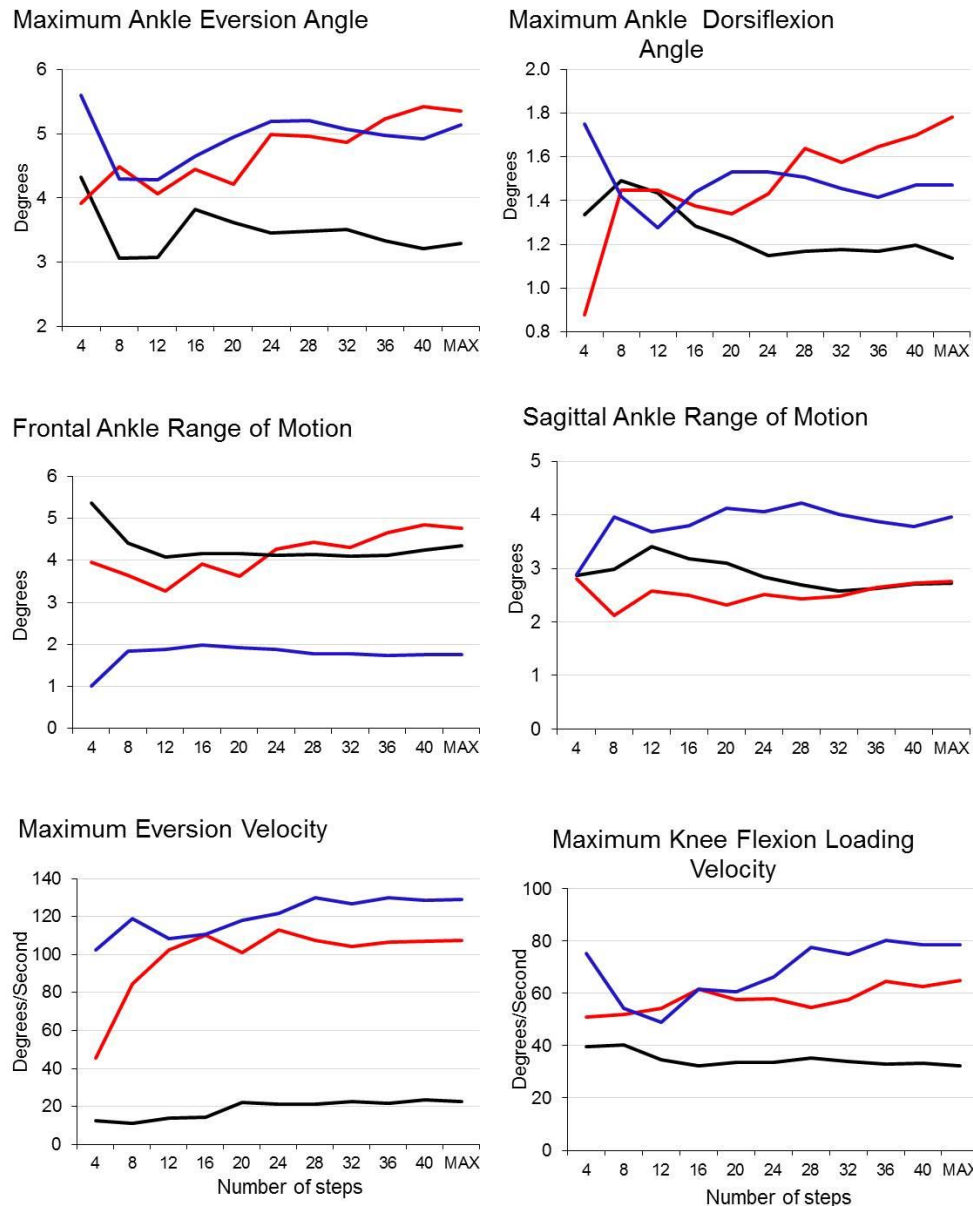 Maximum Ankle Eversion Angle
Degrees
6
5
4
3
2
4 8 12 16 20 24 28 32 36 40 MAX
Maximum Ankle Dorsiflexion
Angle
Degrees
2.0
1.8
1.6
1.4
1.2
1.0
0.8
4 8 12 16 20 24 28 32 36 40 MAX
Frontal Ankle Range of Motion
Degrees
6
5
4
3
2
1
0
4 8 12 16 20 24 28 32 36 40 MAX
Sagittal Ankle Range of Motion
Degrees
5
4
3
2
1
0
4 8 12 16 20 24 28 32 36 40 MAX
Maximum Eversion Velocity
Degrees/Second
140
120
100
80
60
40
20
0
4 8 12 16 20 24 28 32 36 40 MAX
Number of steps
Maximum Knee Flexion Loading
Velocity
Degrees/Second
100
80
60
40
20
0
4 8 12 16 20 24 28 32 36 40 MAX
Number of steps